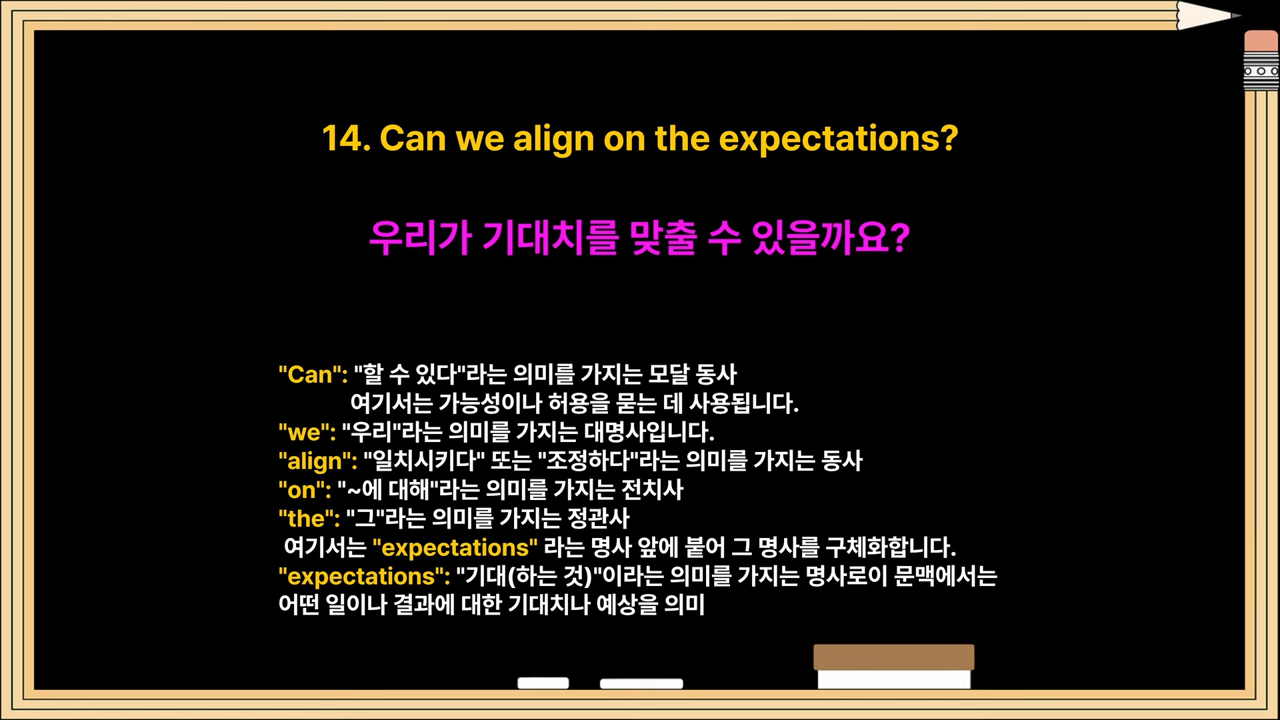 14. Can we align on the expectations?
우리가 기대치를 맞출 수 있을까요?
"Can": "할 수 있다"라는 의미를 가지는 모달 동사
여기서는 가능성이나 허용을 묻는 데 사용됩니다.
"we": "우리"라는 의미를 가지는 대명사입니다.
"align": "일치시키다" 또는 "조정하다"라는 의미를 가지는 동사
"on": "~에 대해"라는 의미를 가지는 전치사
"the": "그"라는 의미를 가지는 정관사
여기서는 "expectations" 라는 명사 앞에 붙어 그 명사를 구체화합니다.
"expectations": "기대(하는 것)"이라는 의미를 가지는 명사로이 문맥에서는
어떤 일이나 결과에 대한 기대치나 예상을 의미